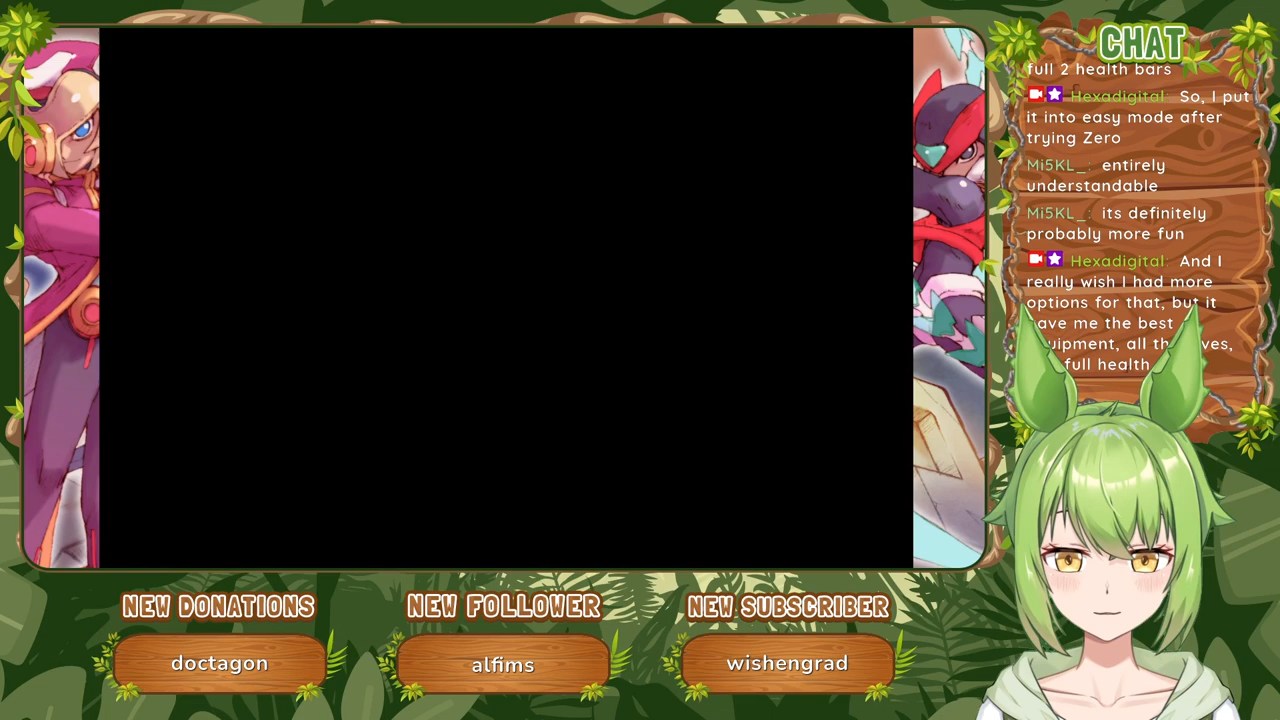 CHAT
full 2 health bars
Hexadigital: So, I put
it into easy mode after
trying Zero
Mi5KL_: entirely
understandable
Mi5KL_: its definitely
probably more fun
Hexadigital: And I
really wish I had more
options for that, but it
me the best
all
full health
NEW DONATIONS
NEW FOLLOWER
NEW SUBSCRIBER
doctagon
alfims
wishengrad